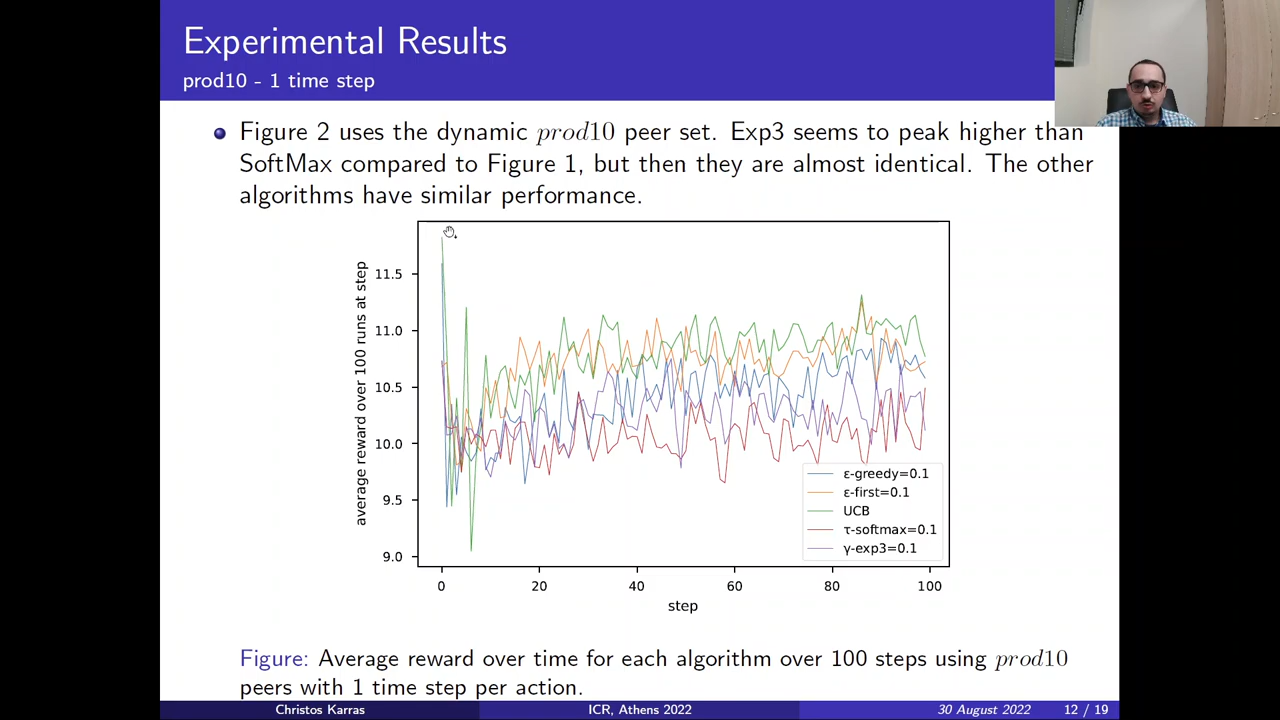 Experimental Results
prod10 - 1 time step
Figure 2 uses the dynamic prod10 peer set. Exp3 seems to peak higher than
SoftMax compared to Figure 1, but then they are almost identical. The other
algorithms have similar performance.
average reward over 100 runs at step
11.5
11.0
10.5
10.0
9.5
9.0
ε-greedy=0.1
ε-first=0.1
UCB
τ-softmax=0.1
γ-exp3=0.1
0 20 40 60 80 100
step
Figure: Average reward over time for each algorithm over 100 steps using prod10
peers with 1 time step per action.
Christos Karras ICR, Athens 2022 30 August 2022 12 / 19